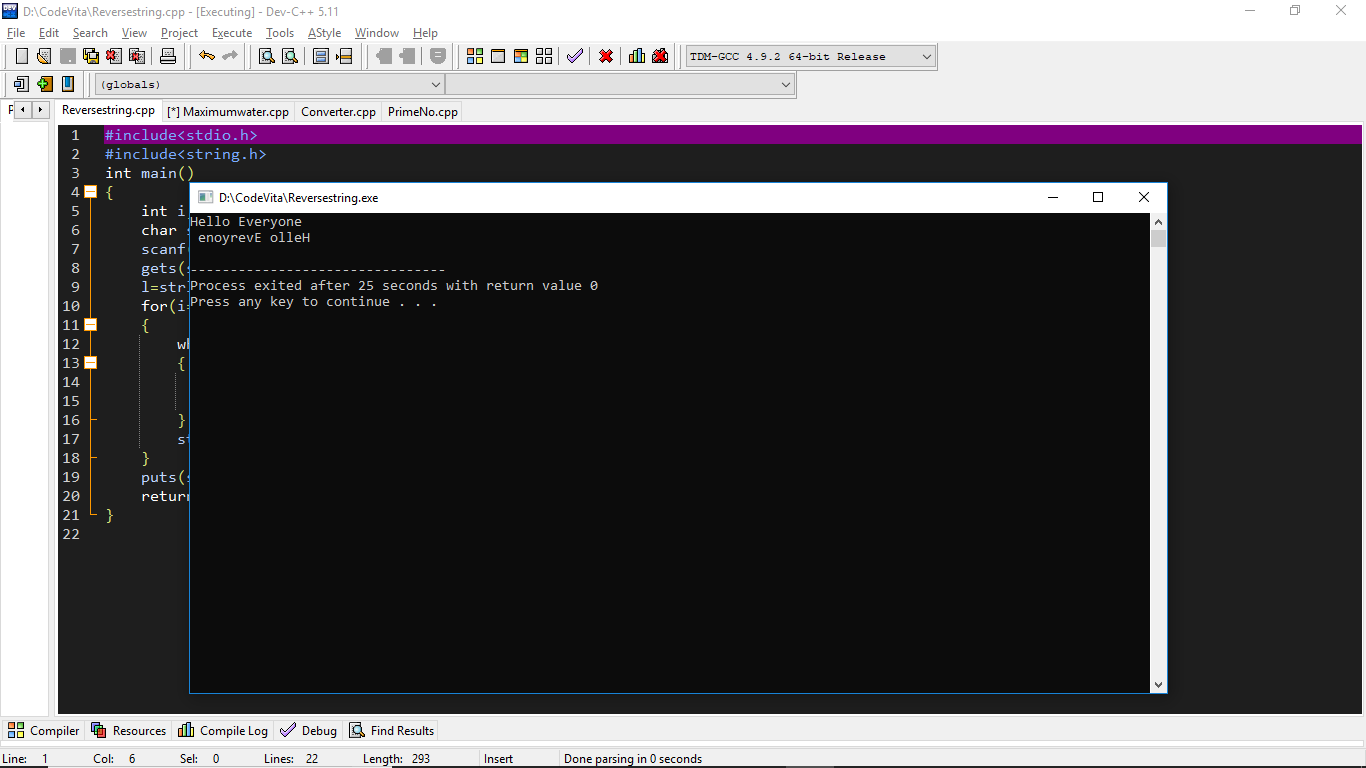 D:\CodeVita\Reversestring.cpp - [Executing] - Dev-C++ 5.11
File Edit Search View Project Execute Tools AStyle Window Help
TDM-GCC 4.9.2 64-bit Release
(globals)
Reversestring.cpp [*] Maximumwater.cpp Converter.cpp PrimeNo.cpp
1 #include<stdio.h>
2 #include<string.h>
3 int main()
4 {
5 int i
6 char
7 scanf
8 gets(
9 l=str
10 for(i
11 {
12
13 {
14
15
16 }
17
18 }
19 puts(
20 return
21 }
22
D:\CodeVita\Reversestring.exe
Hello Everyone
 enoyrevE olleH
--------------------------------
Process exited after 25 seconds with return value 0
Press any key to continue . . .
Compiler Resources Compile Log Debug Find Results
Line: 1 Col: 6 Sel: 0 Lines: 22 Length: 293 Insert Done parsing in 0 seconds